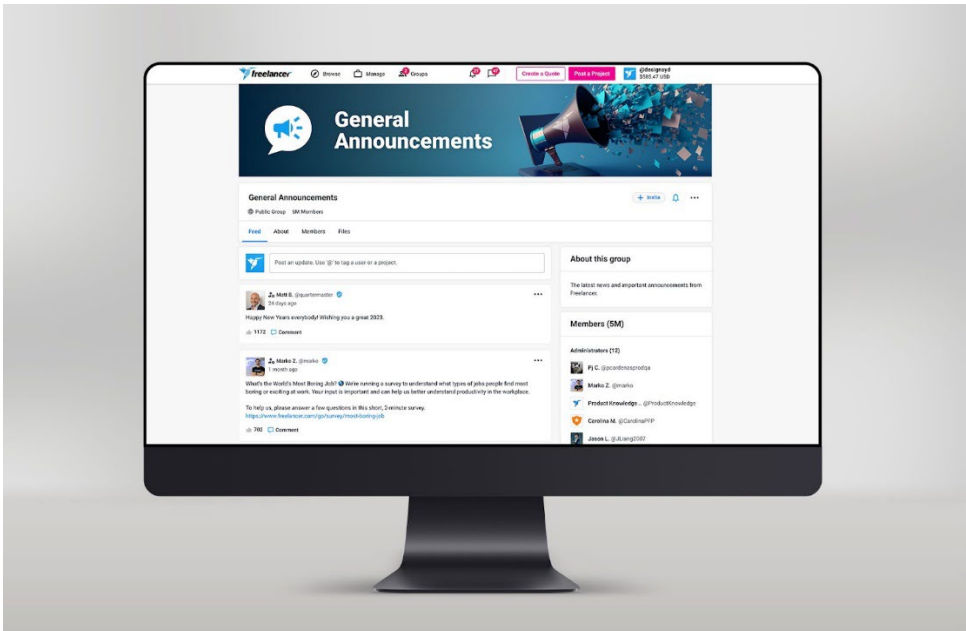 freelancer
Browse
Manage
Groups
Create a Quote
Post a Project
@designoyd
$585.47 USD
General
Announcements
General Announcements
Public Group 5M Members
+ Invite
Feed About Members Files
Post an update. Use '@' to tag a user or a project.
Matt B. @quartermaster
26 days ago
Happy New Years everybody! Wishing you a great 2023.
1172 Comment
Marko Z. @marko
1 month ago
What's the World's Most Boring Job? We're running a survey to understand what types of jobs people find most
boring or exciting at work. Your input is important and can help us better understand productivity in the workplace.
To help us, please answer a few questions in this short, 2-minute survey.
https://www.freelancer.com/go/survey/most-boring-job
702 Comment
About this group
The latest news and important announcements from
Freelancer.
Members (5M)
Administrators (12)
Pj C. @pcardenasprodqa
Marko Z. @marko
Product Knowledge .. @ProductKnowledge
Carolina M. @CarolinaPPP
Jason L. @JLiang2007